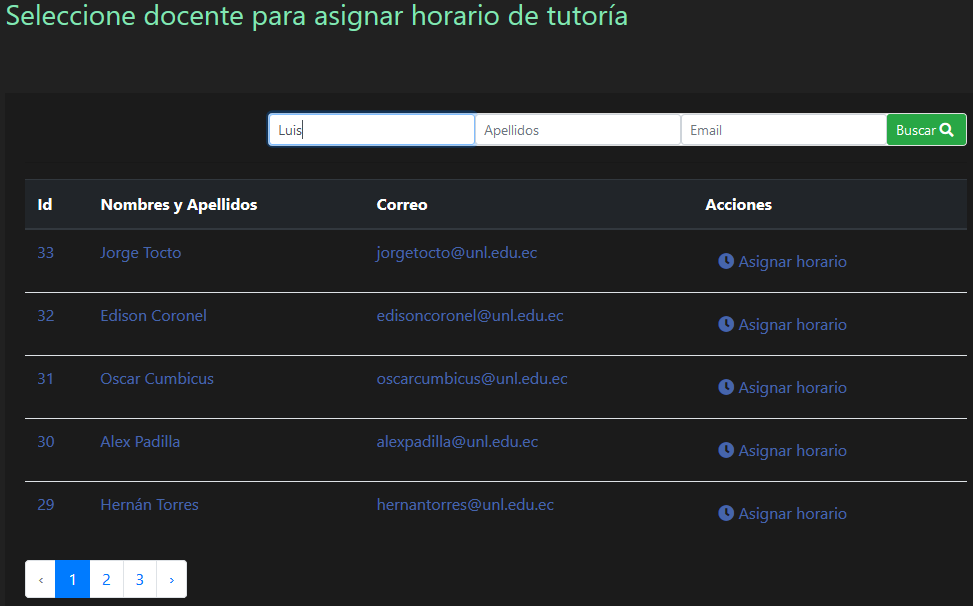 Seleccione docente para asignar horario de tutoría
Luis Apellidos Email Buscar
Id Nombres y Apellidos Correo Acciones
33 Jorge Tocto jorgetocto@unl.edu.ec Asignar horario
32 Edison Coronel edisoncoronel@unl.edu.ec Asignar horario
31 Oscar Cumbicus oscarcumbicus@unl.edu.ec Asignar horario
30 Alex Padilla alexpadilla@unl.edu.ec Asignar horario
29 Hernán Torres hernantorres@unl.edu.ec Asignar horario
‹ 1 2 3 ›